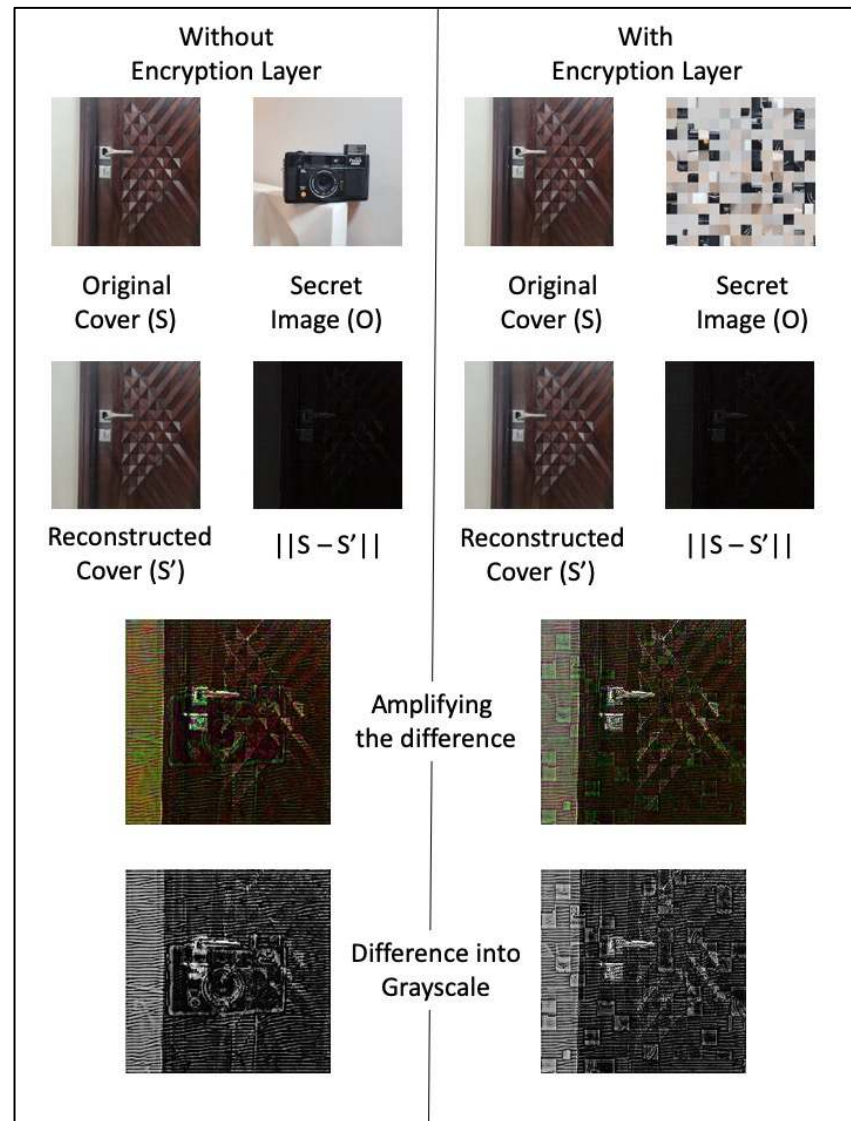 Without
Encryption Layer
With
Encryption Layer
Original
Cover (S)
Secret
Image (O)
Original
Cover (S)
Secret
Image (O)
Reconstructed
Cover (S’)
||S – S’||
Reconstructed
Cover (S’)
||S – S’||
Amplifying
the difference
Difference into
Grayscale